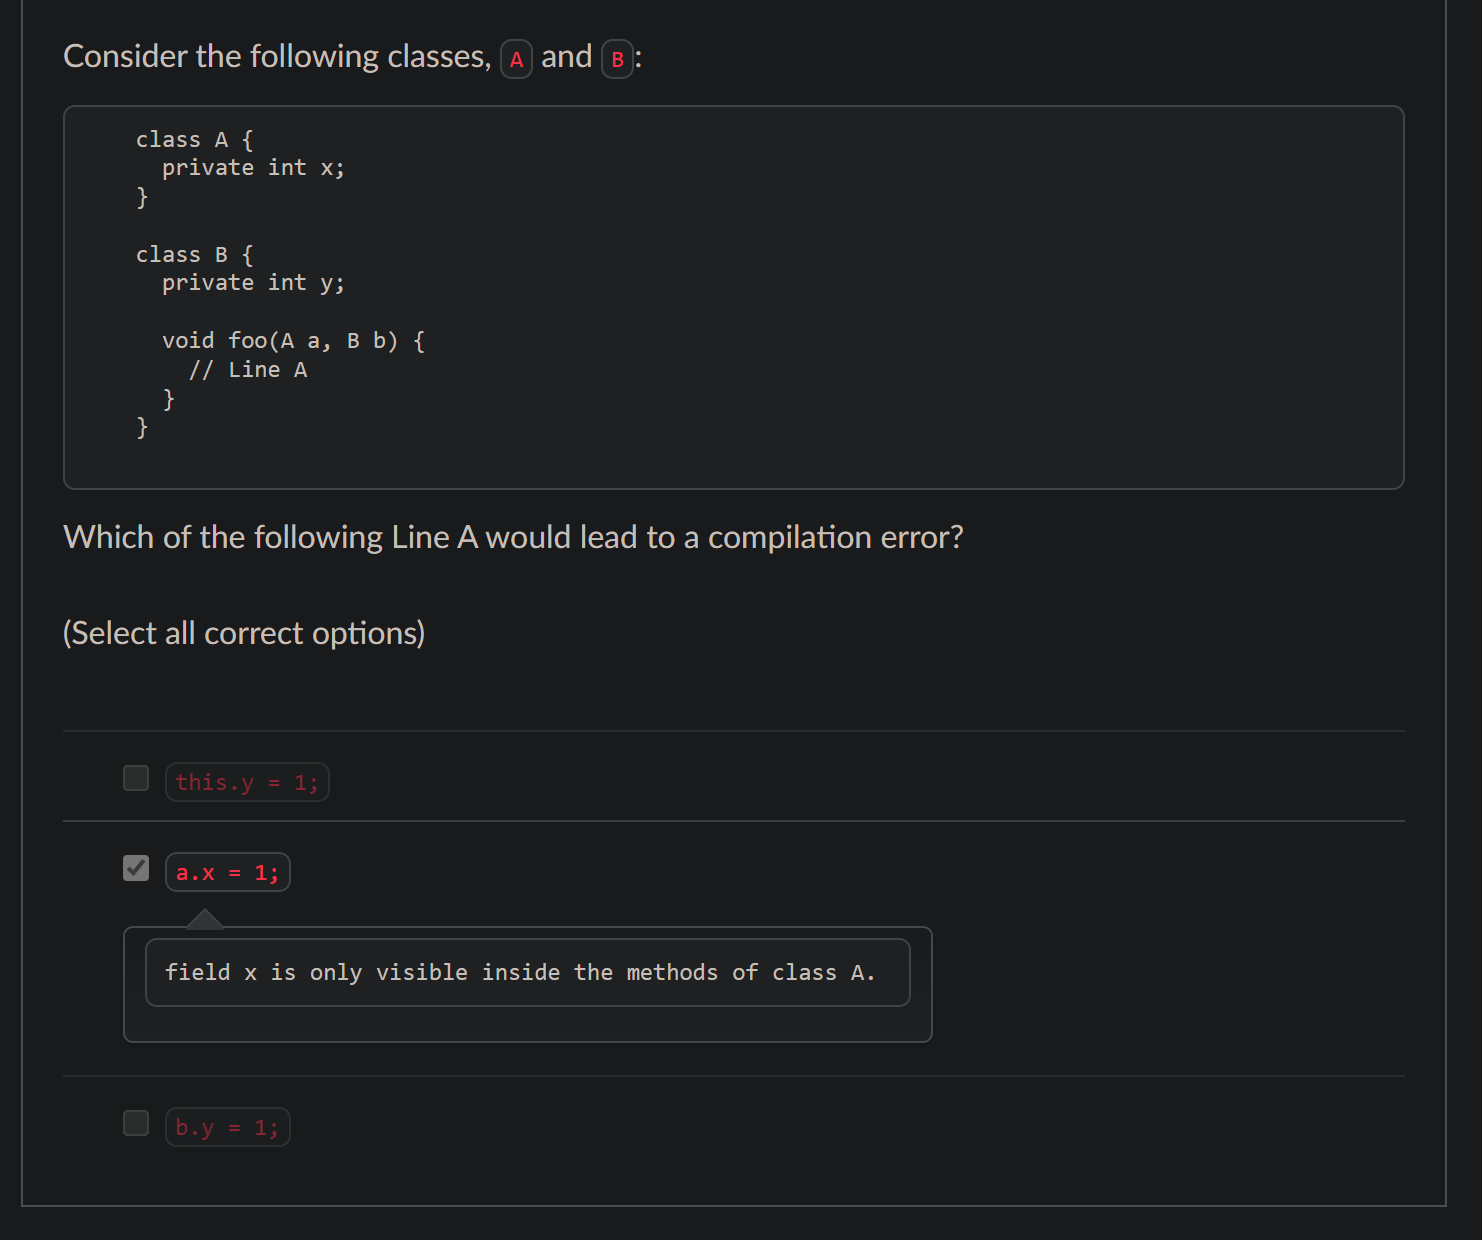 Consider the following classes, A and B:
class A {
  private int x;
}
class B {
  private int y;
  void foo(A a, B b) {
    // Line A
  }
}
Which of the following Line A would lead to a compilation error?
(Select all correct options)
this.y = 1;
a.x = 1;
field x is only visible inside the methods of class A.
b.y = 1;